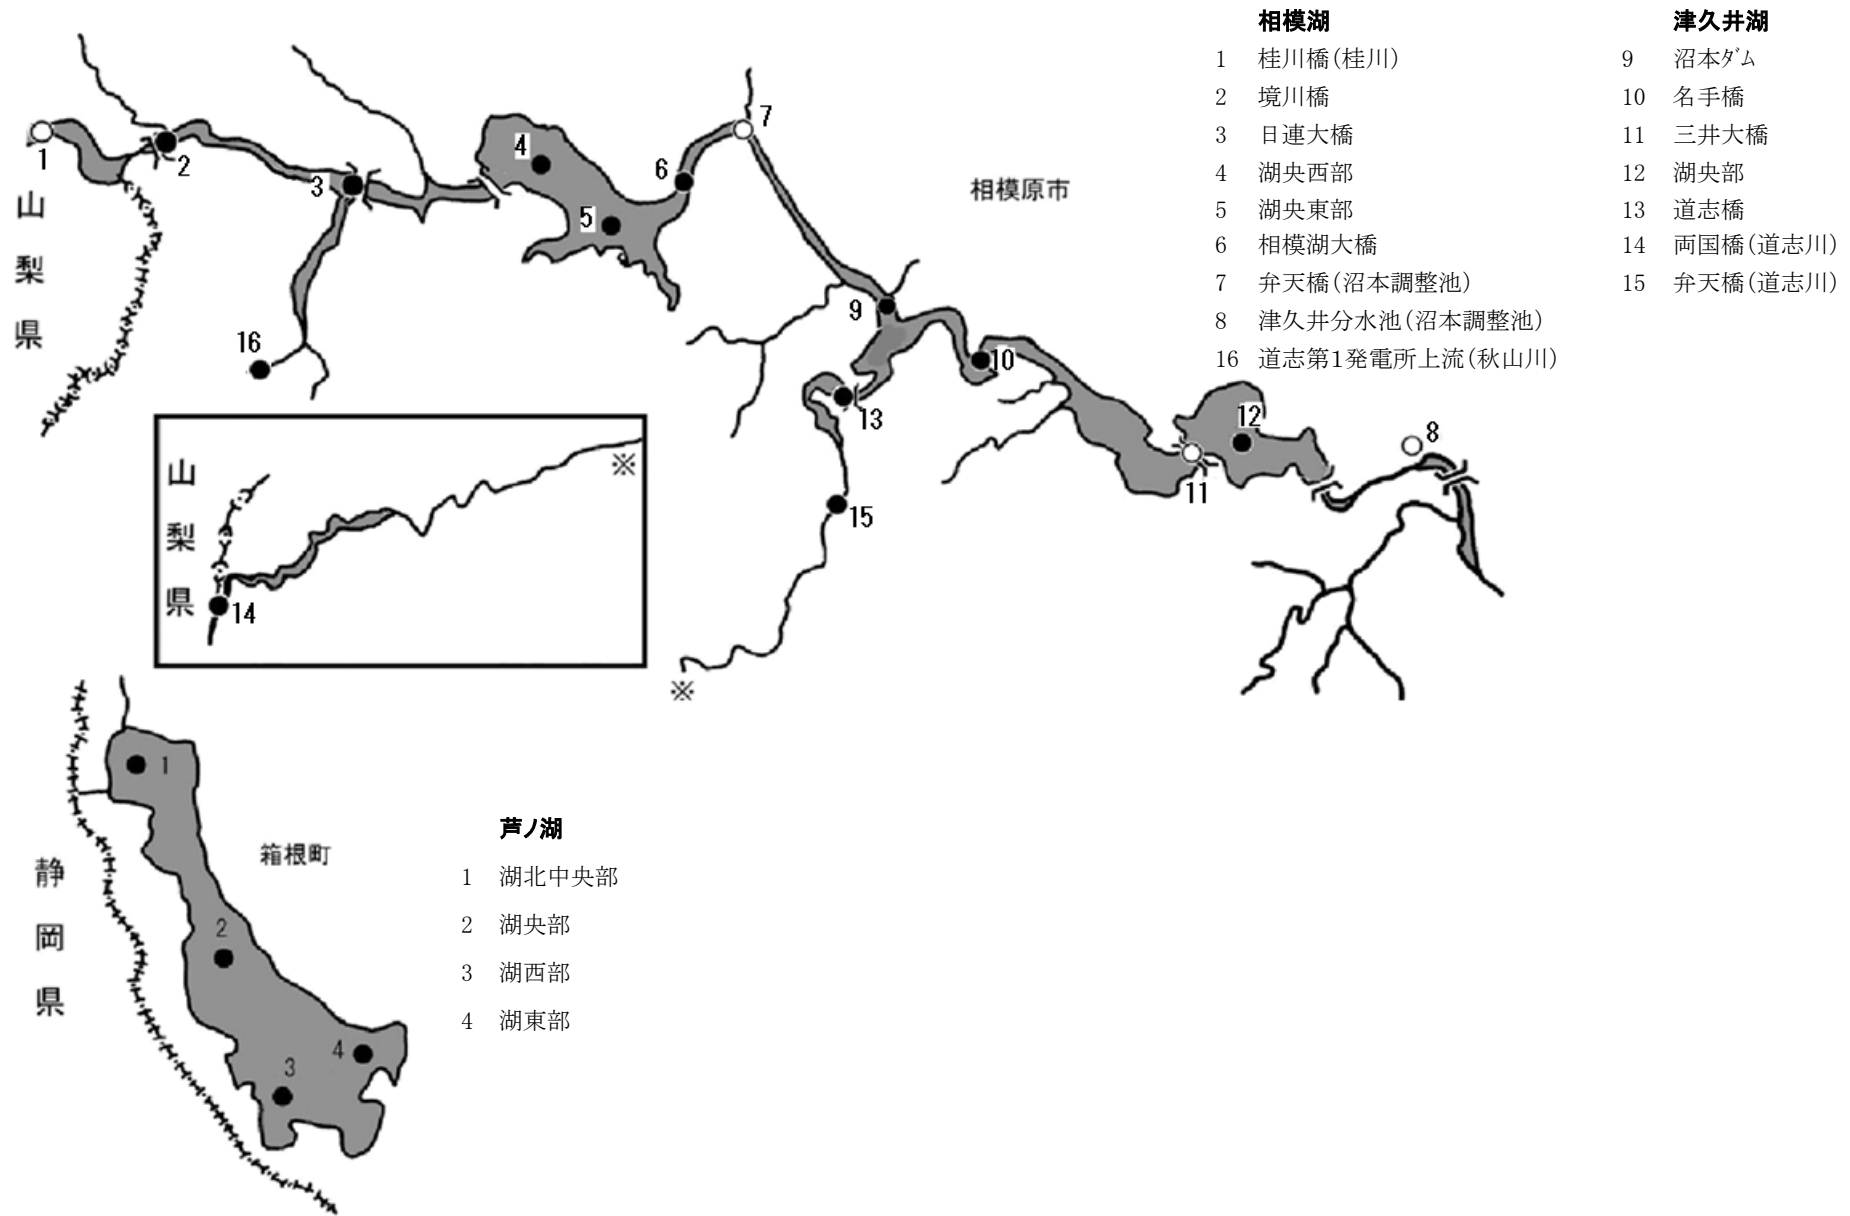 相模湖
1 桂川橋(桂川)
2 境川橋
3 日連大橋
4 湖央西部
5 湖央東部
6 相模湖大橋
7 弁天橋(沼本調整池)
8 津久井分水池(沼本調整池)
16 道志第1発電所上流(秋山川)
津久井湖
9 沼本ダム
10 名手橋
11 三井大橋
12 湖央部
13 道志橋
14 両国橋(道志川)
15 弁天橋(道志川)
1
2
3
4
5
6
7
8
9
10
11
12
13
15
16
山梨県
相模原市
※
山梨県
14
※
静岡県
箱根町
1
2
3
4
芦ノ湖
1 湖北中央部
2 湖央部
3 湖西部
4 湖東部